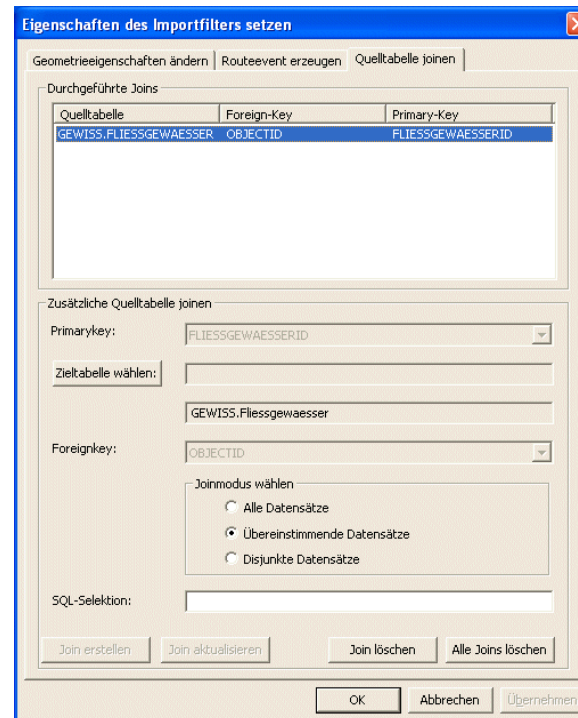 Eigenschaften des Importfilters setzen
Geometrieeigenschaften ändern
Routeevent erzeugen
Quelltabelle joinen
Durchgeführte Joins
Quelltabelle Foreign-Key Primary-Key
GEWISS.FLIESSGEWAESSER OBJECTID FLIESSGEWAESSERID
Zusätzliche Quelltabelle joinen
Primarykey: FLIESSGEWAESSERID
Zieltabelle wählen:
GEWISS.Fliessgewaesser
Foreignkey: OBJECTID
Joinmodus wählen
Alle Datensätze
Übereinstimmende Datensätze
Disjunkte Datensätze
SQL-Selektion:
Join erstellen Join aktualisieren Join löschen Alle Joins löschen
OK Abbrechen Übernehmen